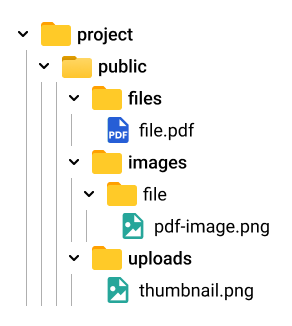 project
public
files
PDF file.pdf
images
file
pdf-image.png
uploads
thumbnail.png